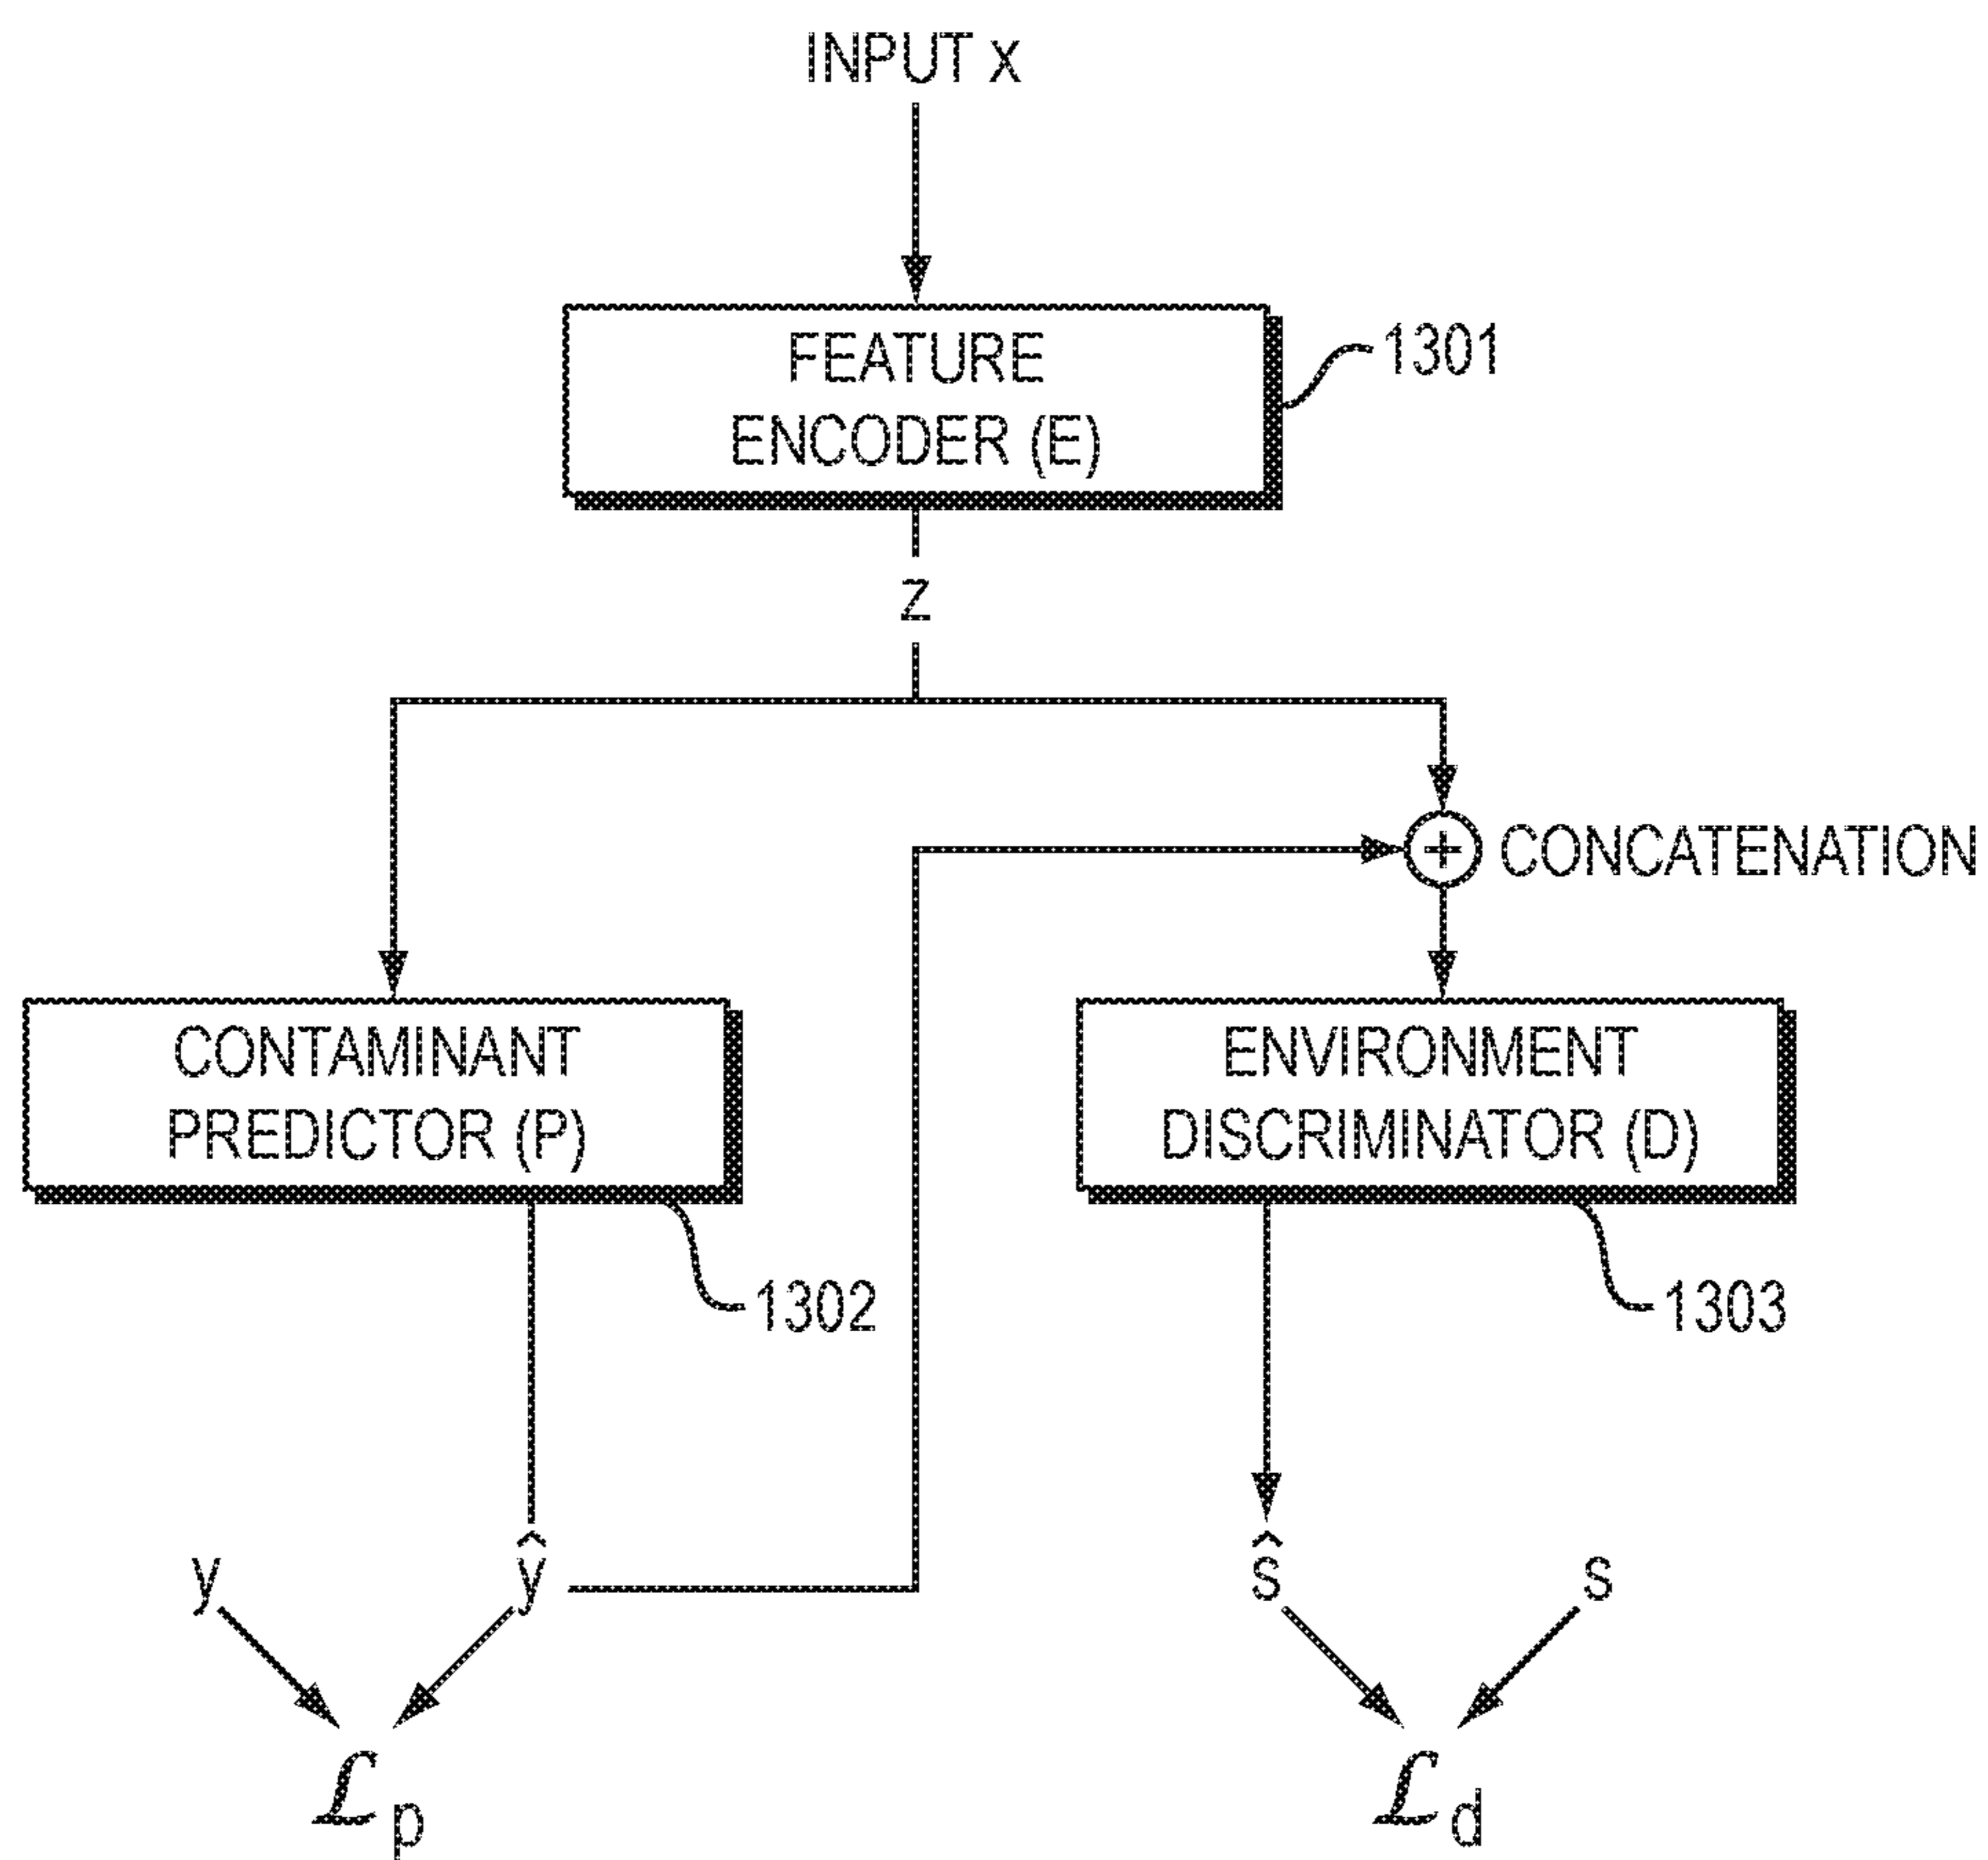 INPUT x
FEATURE
ENCODER (E)
1301
z
+ CONCATENATION
CONTAMINANT
PREDICTOR (P)
ENVIRONMENT
DISCRIMINATOR (D)
1302
1303
y
ŷ
ŝ
s
ℒp
ℒd